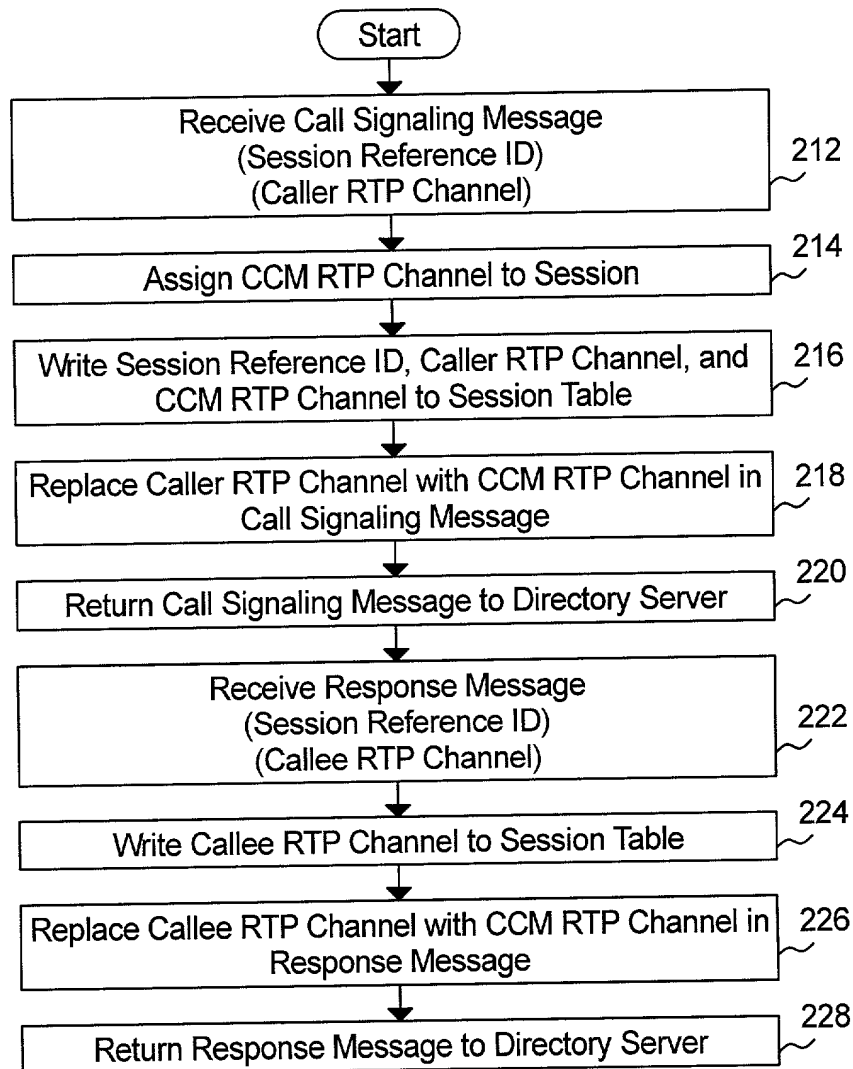 Start
Receive Call Signaling Message
(Session Reference ID)
(Caller RTP Channel)
212
Assign CCM RTP Channel to Session
214
Write Session Reference ID, Caller RTP Channel, and
CCM RTP Channel to Session Table
216
Replace Caller RTP Channel with CCM RTP Channel in
Call Signaling Message
218
Return Call Signaling Message to Directory Server
220
Receive Response Message
(Session Reference ID)
(Callee RTP Channel)
222
Write Callee RTP Channel to Session Table
224
Replace Callee RTP Channel with CCM RTP Channel in
Response Message
226
Return Response Message to Directory Server
228